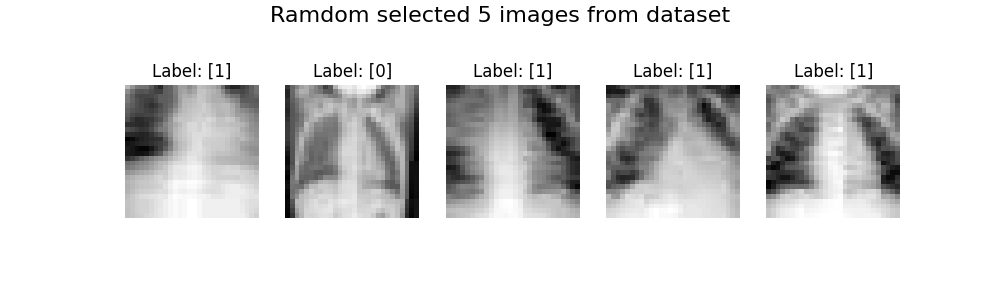 Ramdom selected 5 images from dataset
Label: [1] Label: [0] Label: [1] Label: [1] Label: [1]